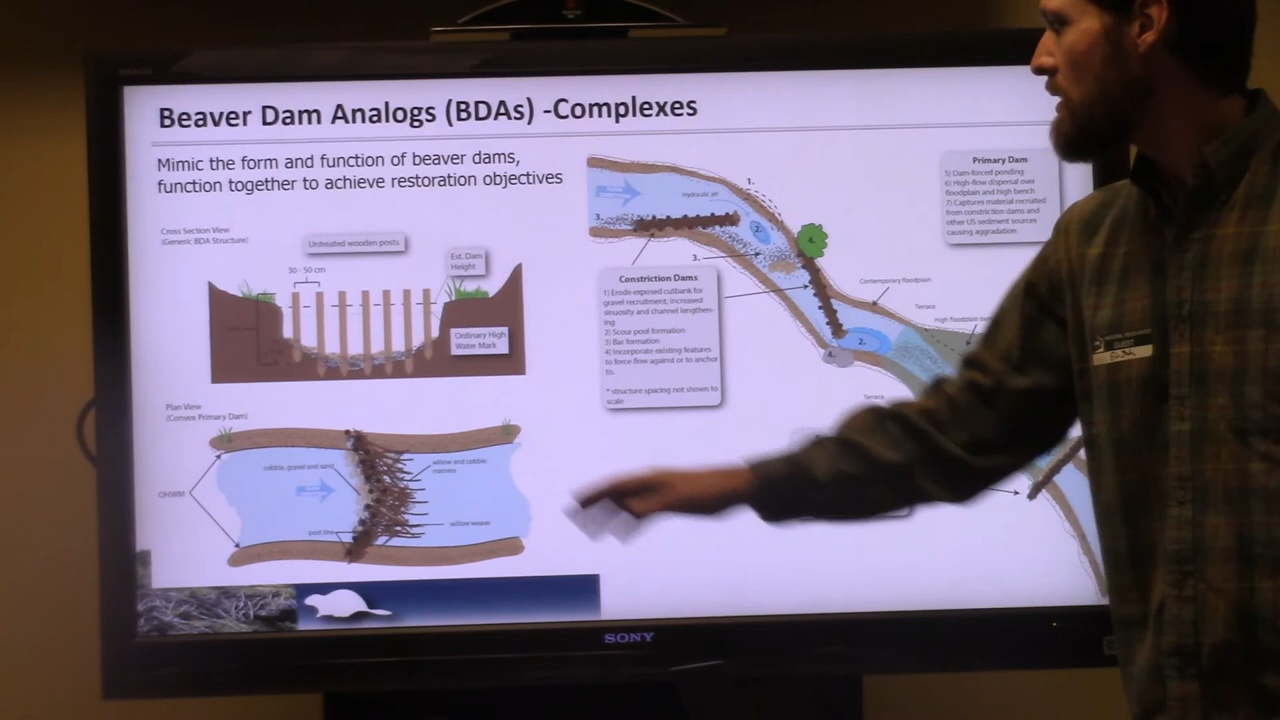 Beaver Dam Analogs (BDAs) -Complexes
Mimic the form and function of beaver dams,
function together to achieve restoration objectives
Cross Section View
(Generic BDA Structure)
Untreated wooden posts
30 - 50 cm
Est. Dam
Height
Ordinary High
Water Mark
Plan View
(Convex Primary Dam)
cobble, gravel and sand
willow and cobble
OHWM
FLOW
post line
willow weave
FLOW
Hydraulic jet
1.
2.
3.
3.
4.
2.
4.
Constriction Dams
1) Erode exposed cutbank for
gravel recruitment, increased
sinuosity and channel lengthen-
ing
2) Scour pool formation
3) Bar formation
4) Incorporate existing features
to force flow against or to anchor
to.
* structure spacing not shown to
scale
Primary Dam
5) Dam-forced ponding
6) High-flow dispersal over
floodplain and high bench
7) Captures material recruited
from constriction dams and
other US sediment sources
causing aggradation
Contemporary floodplain
Terrace
High floodplain
Terrace
GUEST
SONY